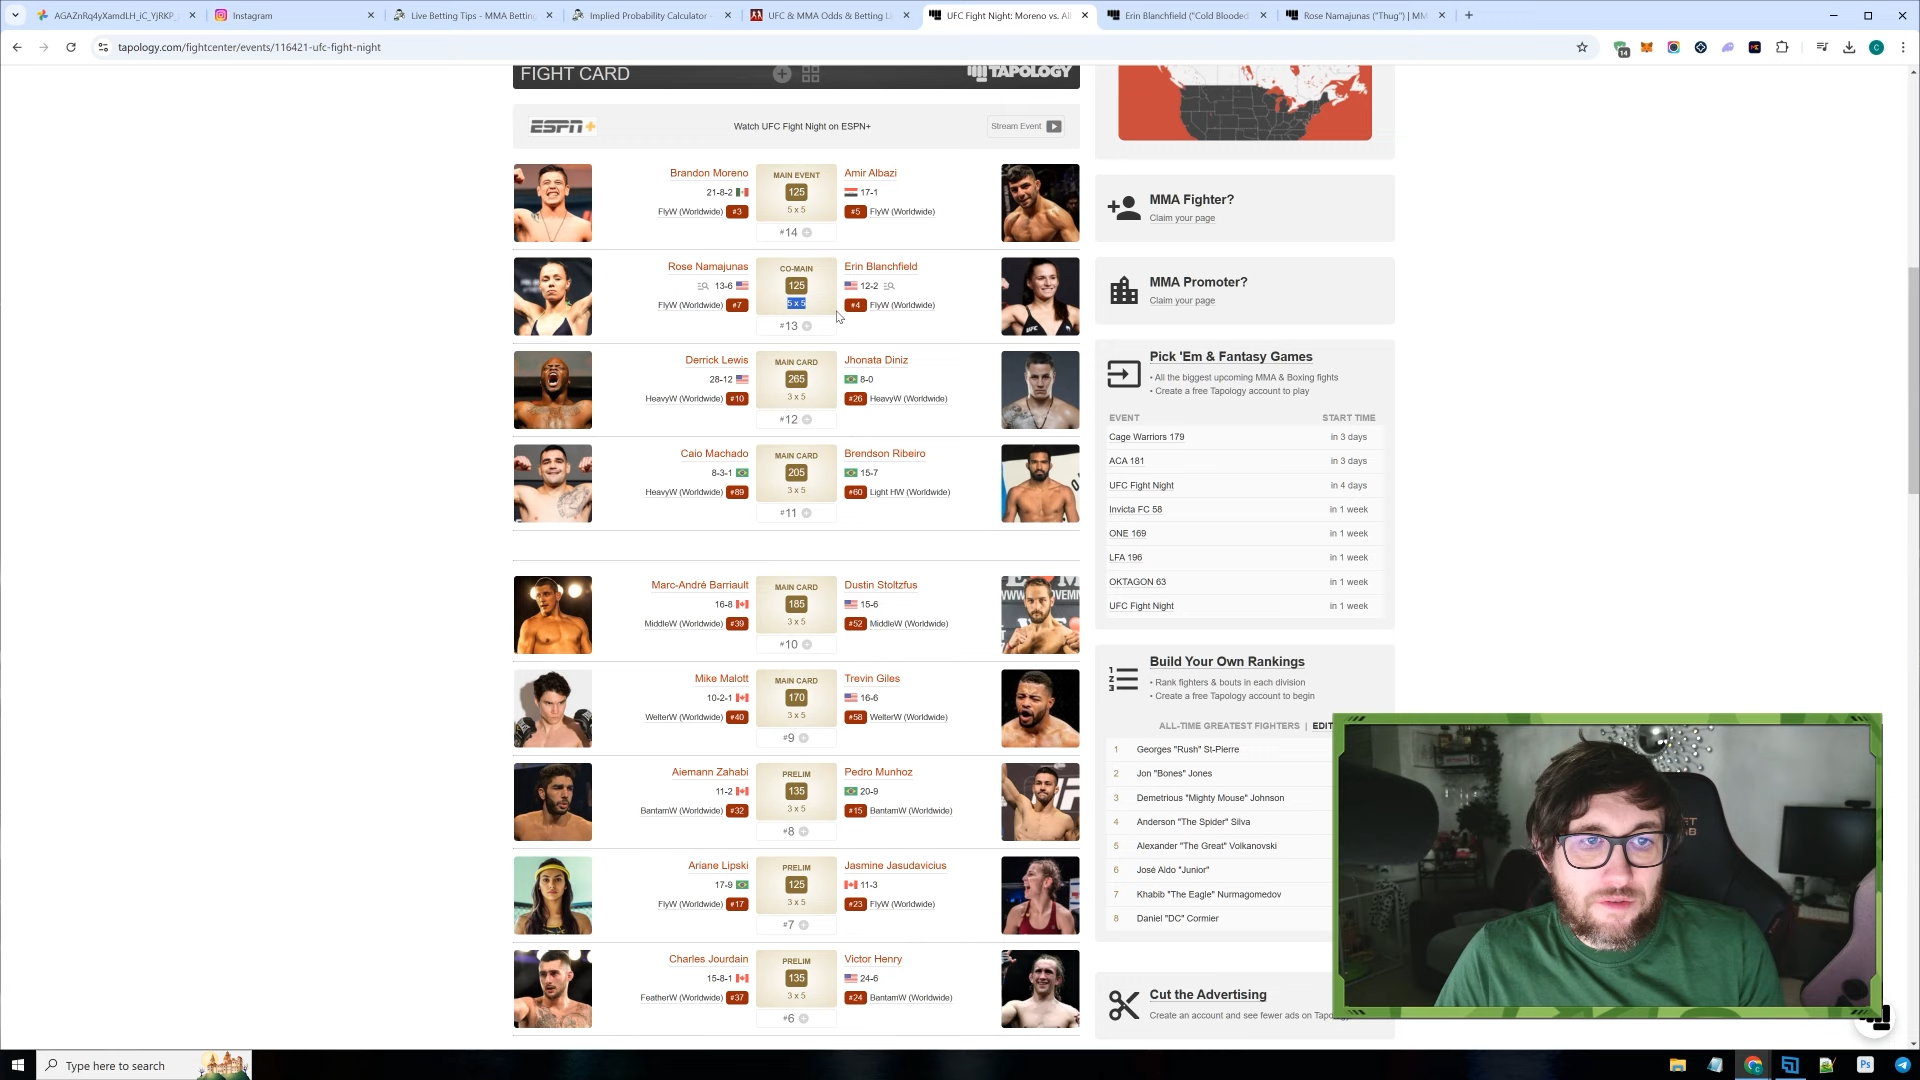 AGAZnRq4yXamdLH_iC_YjRKP_
Instagram
Live Betting Tips - MMA Betting
Implied Probability Calculator -
UFC & MMA Odds & Betting Li
UFC Fight Night: Moreno vs. Al
Erin Blanchfield ("Cold Blooded
Rose Namajunas ("Thug") | MM
tapology.com/fightcenter/events/116421-ufc-fight-night
14
C
FIGHT CARD
TAPOLOGY
ESPN+
Watch UFC Fight Night on ESPN+
Stream Event
Brandon Moreno
MAIN EVENT
Amir Albazi
21-8-2
125
17-1
FlyW (Worldwide) #3
5 x 5
#5 FlyW (Worldwide)
#14
Rose Namajunas
CO-MAIN
Erin Blanchfield
13-6
125
12-2
FlyW (Worldwide) #7
5 x 5
#4 FlyW (Worldwide)
#13
Derrick Lewis
MAIN CARD
Jhonata Diniz
28-12
265
8-0
HeavyW (Worldwide) #10
3 x 5
#26 HeavyW (Worldwide)
#12
Caio Machado
MAIN CARD
Brendson Ribeiro
8-3-1
205
15-7
HeavyW (Worldwide) #89
3 x 5
#60 Light HW (Worldwide)
#11
Marc-André Barriault
MAIN CARD
Dustin Stoltzfus
16-8
185
15-6
MiddleW (Worldwide) #39
3 x 5
#52 MiddleW (Worldwide)
#10
Mike Malott
MAIN CARD
Trevin Giles
10-2-1
170
16-6
WelterW (Worldwide) #40
3 x 5
#58 WelterW (Worldwide)
#9
Aiemann Zahabi
PRELIM
Pedro Munhoz
11-2
135
20-9
BantamW (Worldwide) #32
3 x 5
#15 BantamW (Worldwide)
#8
Ariane Lipski
PRELIM
Jasmine Jasudavicius
17-9
125
11-3
FlyW (Worldwide) #17
3 x 5
#23 FlyW (Worldwide)
#7
Charles Jourdain
PRELIM
Victor Henry
15-8-1
135
24-6
FeatherW (Worldwide) #37
3 x 5
#24 BantamW (Worldwide)
#6
MMA Fighter?
Claim your page
MMA Promoter?
Claim your page
Pick 'Em & Fantasy Games
• All the biggest upcoming MMA & Boxing fights
• Create a free Tapology account to play
EVENT START TIME
Cage Warriors 179 in 3 days
ACA 181 in 3 days
UFC Fight Night in 4 days
Invicta FC 58 in 1 week
ONE 169 in 1 week
LFA 196 in 1 week
OKTAGON 63 in 1 week
UFC Fight Night in 1 week
Build Your Own Rankings
• Rank fighters & bouts in each division
• Create a free Tapology account to begin
ALL-TIME GREATEST FIGHTERS | EDIT
1 Georges "Rush" St-Pierre
2 Jon "Bones" Jones
3 Demetrious "Mighty Mouse" Johnson
4 Anderson "The Spider" Silva
5 Alexander "The Great" Volkanovski
6 José Aldo "Junior"
7 Khabib "The Eagle" Nurmagomedov
8 Daniel "DC" Cormier
Cut the Advertising
Create an account and see fewer ads on Tapology
Type here to search
Ps